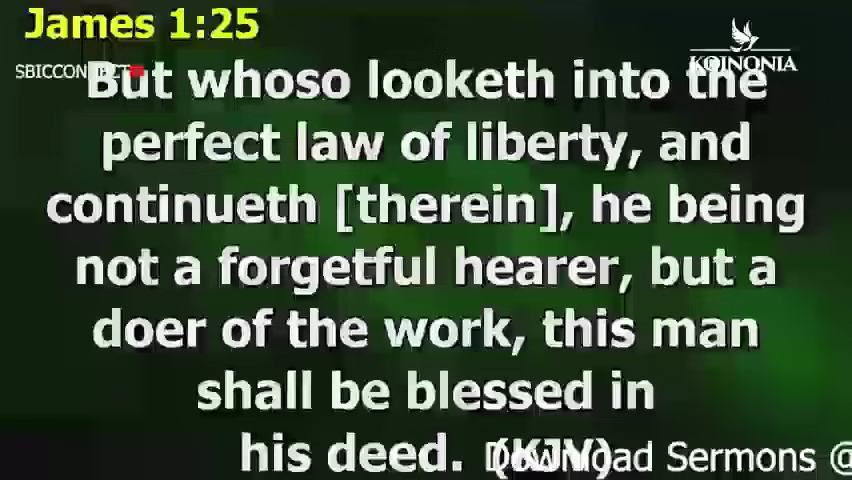 James 1:25
KOINONIA
SBICCONNECT
But whoso looketh into the
perfect law of liberty, and
continueth [therein], he being
not a forgetful hearer, but a
doer of the work, this man
shall be blessed in
his deed. (KJV)
Download Sermons @